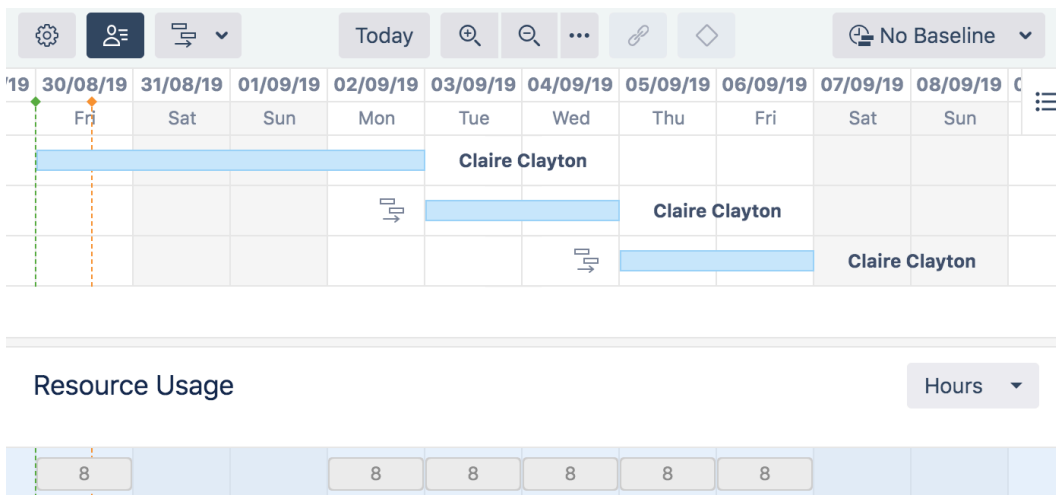 Today ••• No Baseline
'19 30/08/19 31/08/19 01/09/19 02/09/19 03/09/19 04/09/19 05/09/19 06/09/19 07/09/19 08/09/19
Fri Sat Sun Mon Tue Wed Thu Fri Sat Sun
Claire Clayton
Claire Clayton
Claire Clayton
Resource Usage Hours
8 8 8 8 8 8